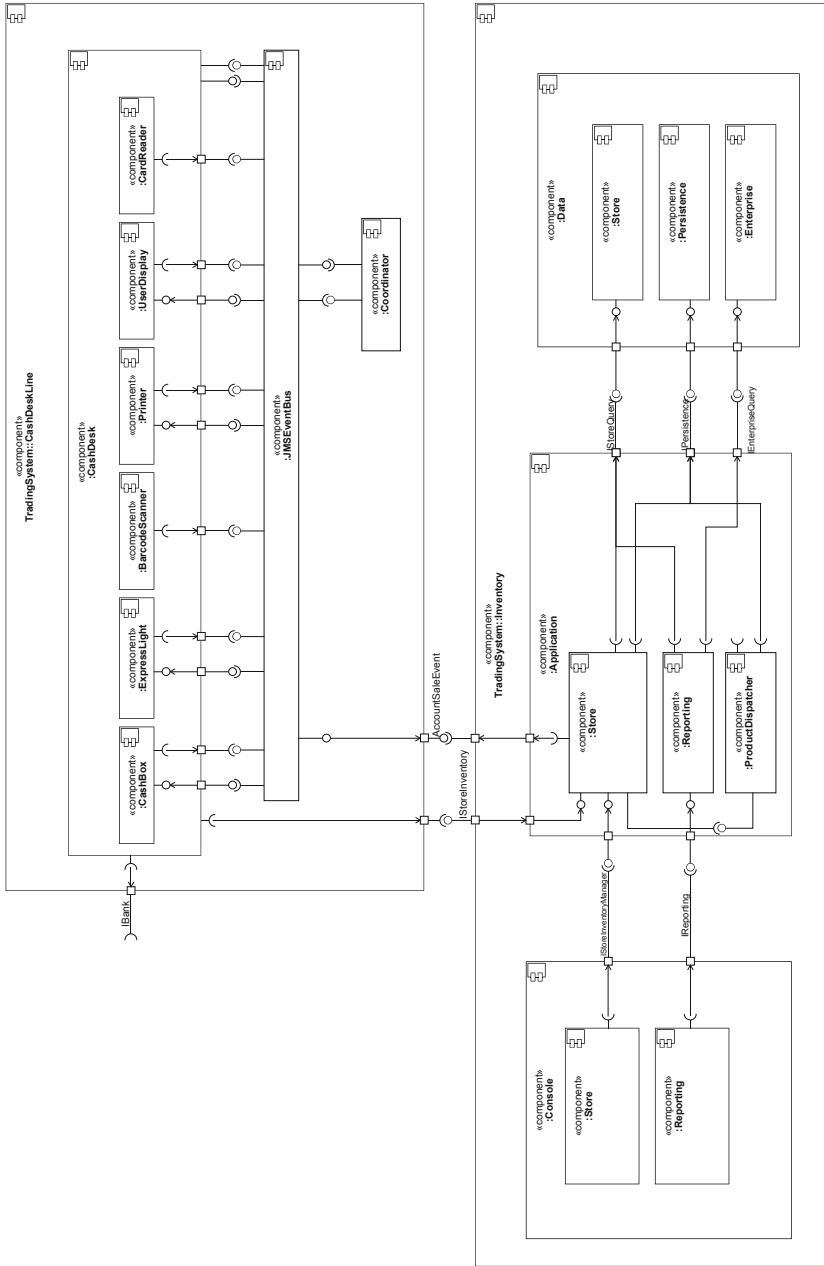 «component»
TradingSystem::CashDeskLine
«component»
:CashDesk
«component»
:CashBox
«component»
:ExpressLight
«component»
:BarcodeScanner
«component»
:Printer
«component»
:UserDisplay
«component»
:CardReader
«component»
:JMSEventBus
«component»
:Coordinator
IBank
IStoreInventory
AccountSaleEvent
«component»
TradingSystem::Inventory
«component»
:Console
«component»
:Store
«component»
:Reporting
IStoreInventoryManager
IReporting
«component»
:Application
«component»
:Store
«component»
:Reporting
«component»
:ProductDispatcher
IStoreQuery
IPersistence
IEnterpriseQuery
«component»
:Data
«component»
:Store
«component»
:Persistence
«component»
:Enterprise